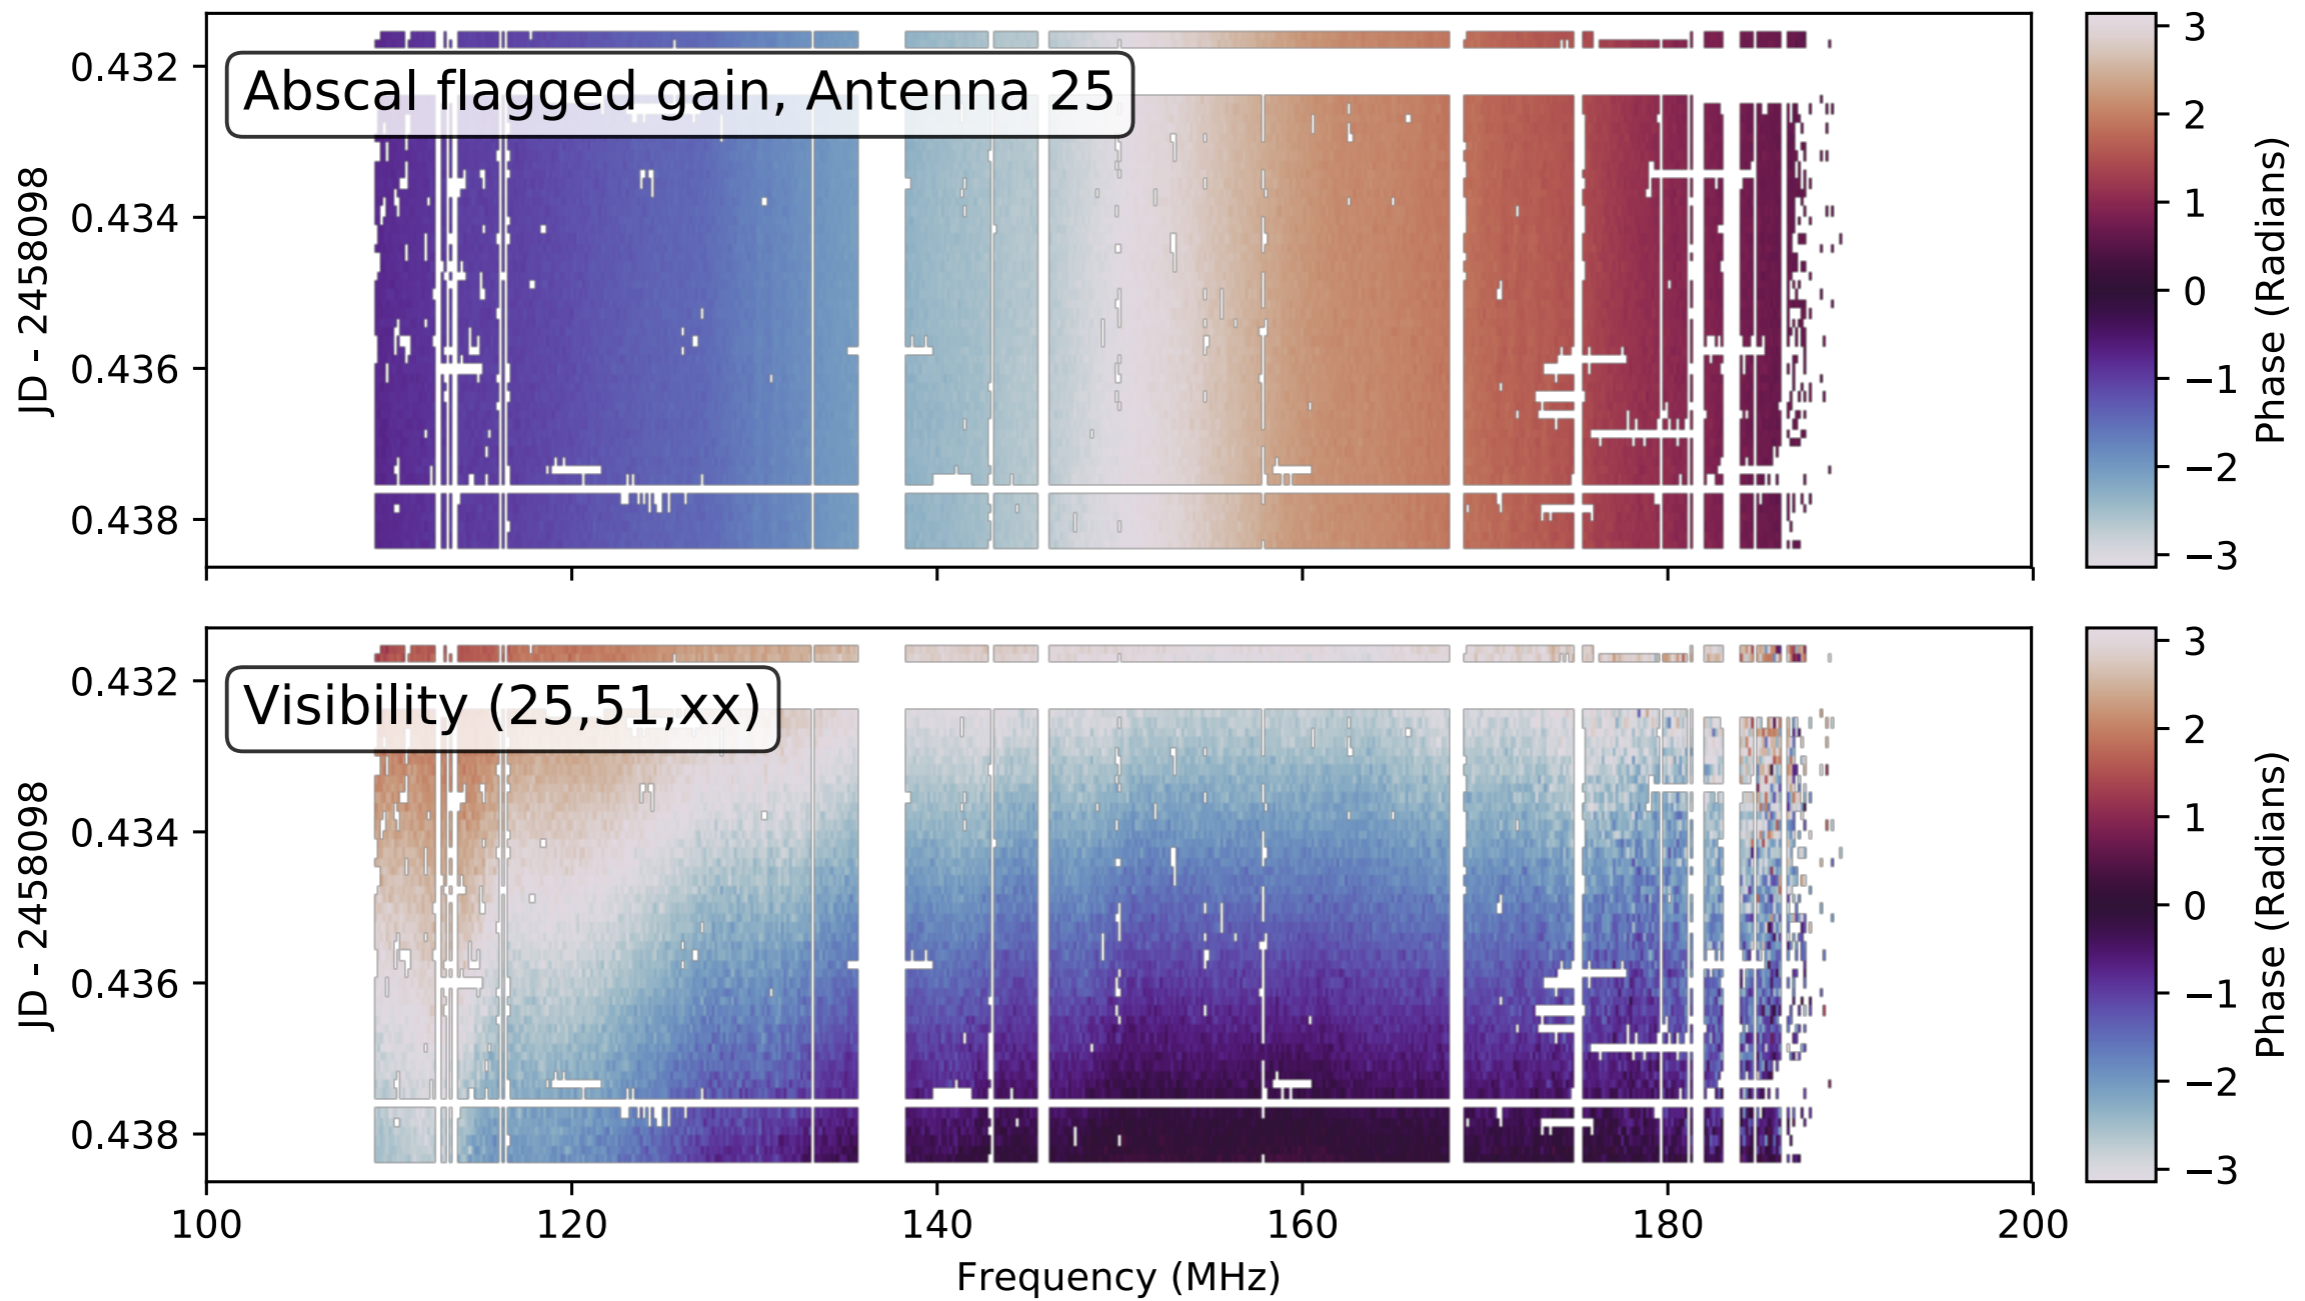 Abscal flagged gain, Antenna 25
0.432
0.434
0.436
0.438
JD - 2458098
3
2
1
0
−1
−2
−3
Phase (Radians)
Visibility (25,51,xx)
0.432
0.434
0.436
0.438
JD - 2458098
3
2
1
0
−1
−2
−3
Phase (Radians)
100 120 140 160 180 200
Frequency (MHz)